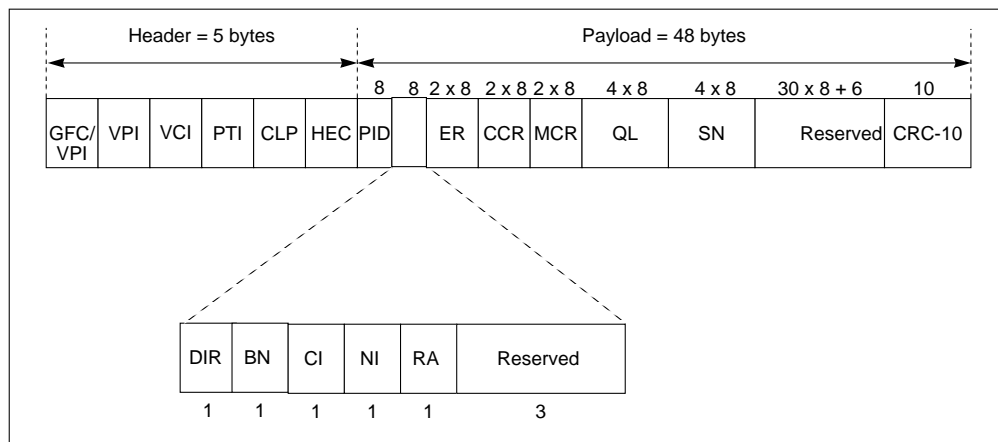 Header = 5 bytes
Payload = 48 bytes
8 8 2 x 8 2 x 8 2 x 8 4 x 8 4 x 8 30 x 8 + 6 10
GFC/
VPI
VPI VCI PTI CLP HEC PID ER CCR MCR QL SN Reserved CRC-10
DIR BN CI NI RA Reserved
1 1 1 1 1 3